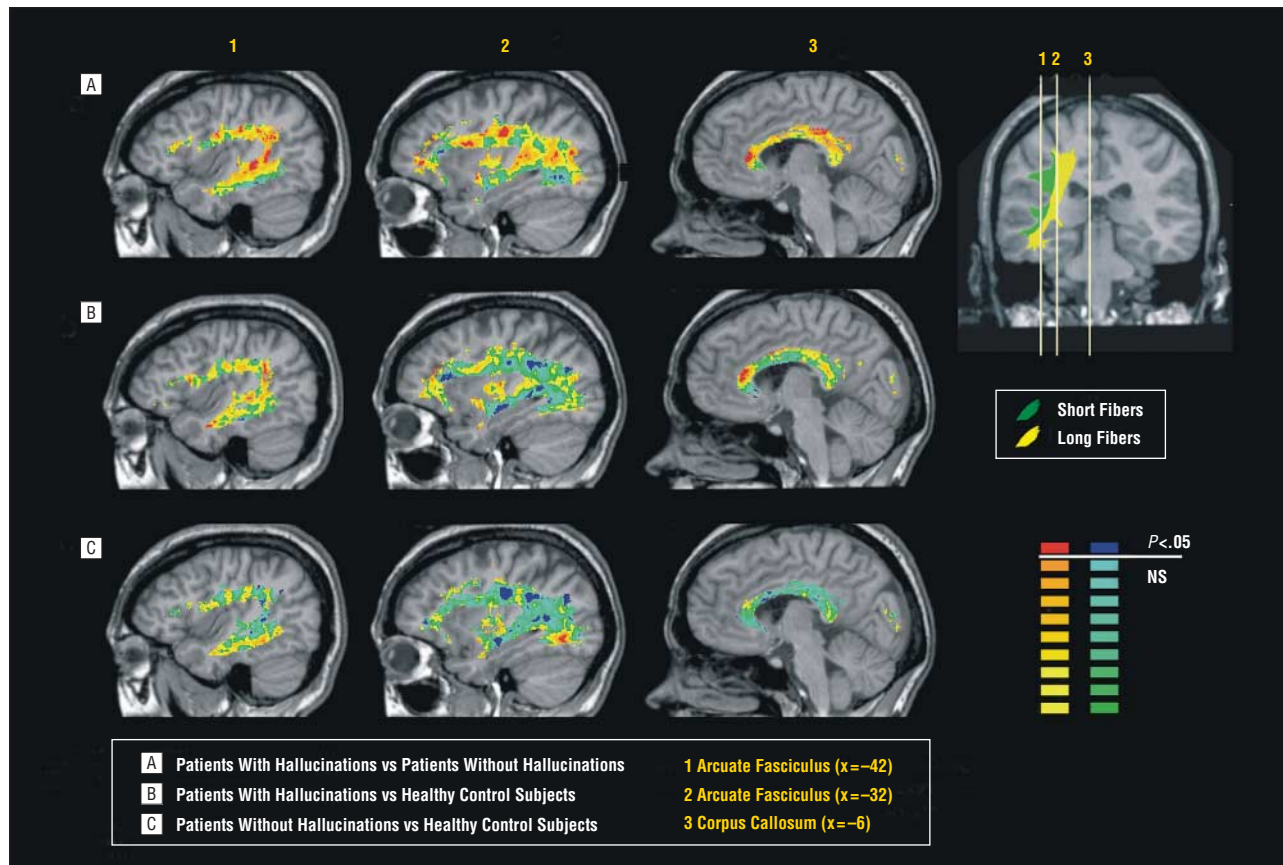 1 2 3
1 2 3
A
B
Short Fibers
Long Fibers
C
P<.05
NS
A Patients With Hallucinations vs Patients Without Hallucinations 1 Arcuate Fasciculus (x=–42)
B Patients With Hallucinations vs Healthy Control Subjects 2 Arcuate Fasciculus (x=–32)
C Patients Without Hallucinations vs Healthy Control Subjects 3 Corpus Callosum (x=–6)